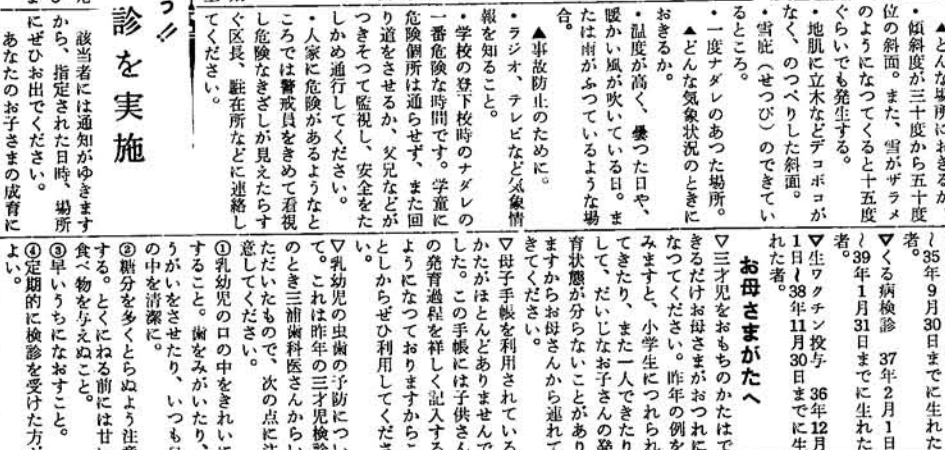 ▲どんな場所におきるか
・傾斜度が三十度から五十度
位の斜面。また、雪がザラメ
のようになつてくると十五度
ぐらいでも発生する。
・地肌に立木などデコボコが
なく、のつぺりした斜面。
・雪庇（せつぴ）のできてい
るところ。
・一度ナダレのあつた場所。
▲どんな気象状況のときに
おきるか。
・温度が高く、曇つた日や、
暖かい風が吹いている日。ま
たは雨がふつているような場
合。
▲事故防止のために。
・ラジオ、テレビなど気象情
報を知ること。
・学校の登下校時のナダレの
一番危険な時間です。学童に
危険個所は通らせず、また回
り道をさせるか、父兄などが
つきそつて監視し、安全をた
しかめ通行してください。
・人家に危険があるようなと
ころでは警戒員をきめて看視
し危険なきざしが見えたらす
ぐ区長、駐在所などに連絡し
てください。
う!!
診を実施
該当者には通知がゆきます
から、指定された日時、場所
にぜひお出でください。
あなたのお子さまの成育に
〜35年9月30日までに生れた
者。
▽くる病検診 37年2月1日
〜39年1月31日までに生れた
者。
▽生ワクチン投与 36年12月
1日〜38年11月30日までに生
れた者。
お母さまがたへ
▽三才児をおもちのかたはで
きるだけお母さまがおつれに
なつてください。昨年の例を
みますと、小学生につれられ
てきたり、また一人できたり
して、だいじなお子さんの発
育状態が分らないことがあり
ますからお母さんから連れて
きてください。
▽母子手帳を利用されている
かたがほとんどありませんで
した。この手帳には子供さん
の発育過程を祥しく記入する
ようになつておりますからこ
としからぜひ利用してくださ
い。
▽乳幼児の虫歯の予防につい
て。これは昨年の三才児検診
のとき三浦歯科医さんからい
ただいたもので、次の点に注
意してください。
①乳幼児の口の中をきれいに
すること。歯をみがいたり、
うがいをさせたり、いつも口
の中を清潔に。
②糖分を多くとらぬよう注意
する。とくにねる前には甘い
食べ物を与えぬこと。
③早いうちになおすこと。
④定期的に検診を受けた方が
よい。